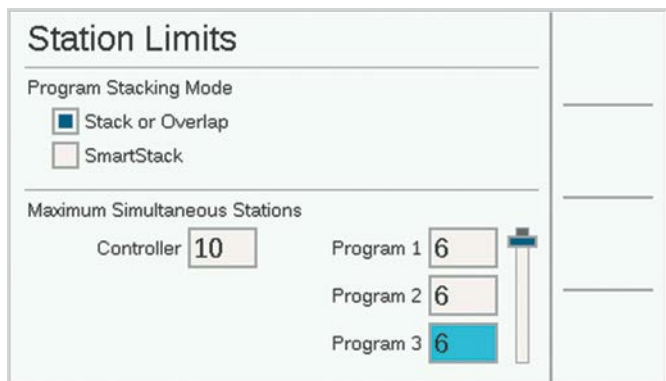 Station Limits
Program Stacking Mode
Stack or Overlap
SmartStack
Maximum Simultaneous Stations
Controller 10 Program 1 6
Program 2 6
Program 3 6